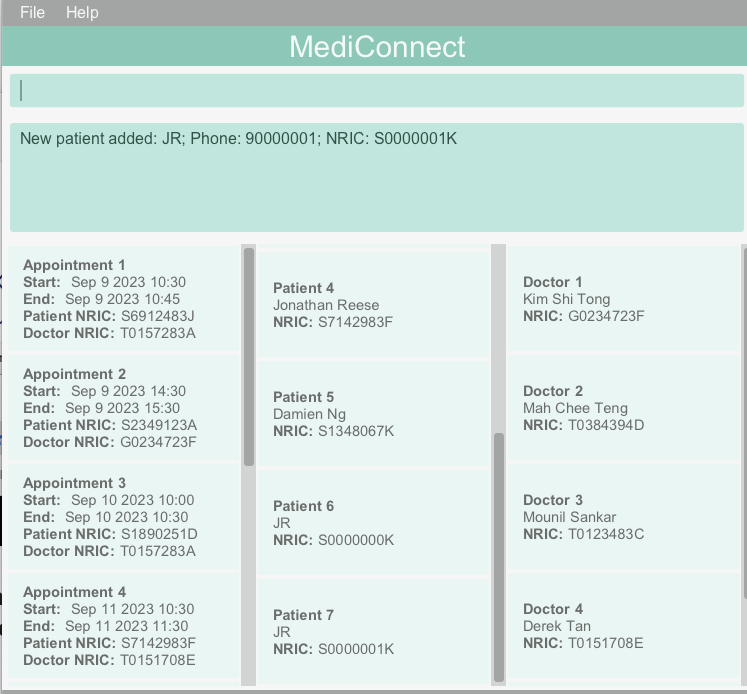 File Help
MediConnect
New patient added: JR; Phone: 90000001; NRIC: S0000001K
Appointment 1
Start: Sep 9 2023 10:30
End: Sep 9 2023 10:45
Patient NRIC: S6912483J
Doctor NRIC: T0157283A
Appointment 2
Start: Sep 9 2023 14:30
End: Sep 9 2023 15:30
Patient NRIC: S2349123A
Doctor NRIC: G0234723F
Appointment 3
Start: Sep 10 2023 10:00
End: Sep 10 2023 10:30
Patient NRIC: S1890251D
Doctor NRIC: T0157283A
Appointment 4
Start: Sep 11 2023 10:30
End: Sep 11 2023 11:30
Patient NRIC: S7142983F
Doctor NRIC: T0151708E
Patient 4
Jonathan Reese
NRIC: S7142983F
Patient 5
Damien Ng
NRIC: S1348067K
Patient 6
JR
NRIC: S0000000K
Patient 7
JR
NRIC: S0000001K
Doctor 1
Kim Shi Tong
NRIC: G0234723F
Doctor 2
Mah Chee Teng
NRIC: T0384394D
Doctor 3
Mounil Sankar
NRIC: T0123483C
Doctor 4
Derek Tan
NRIC: T0151708E